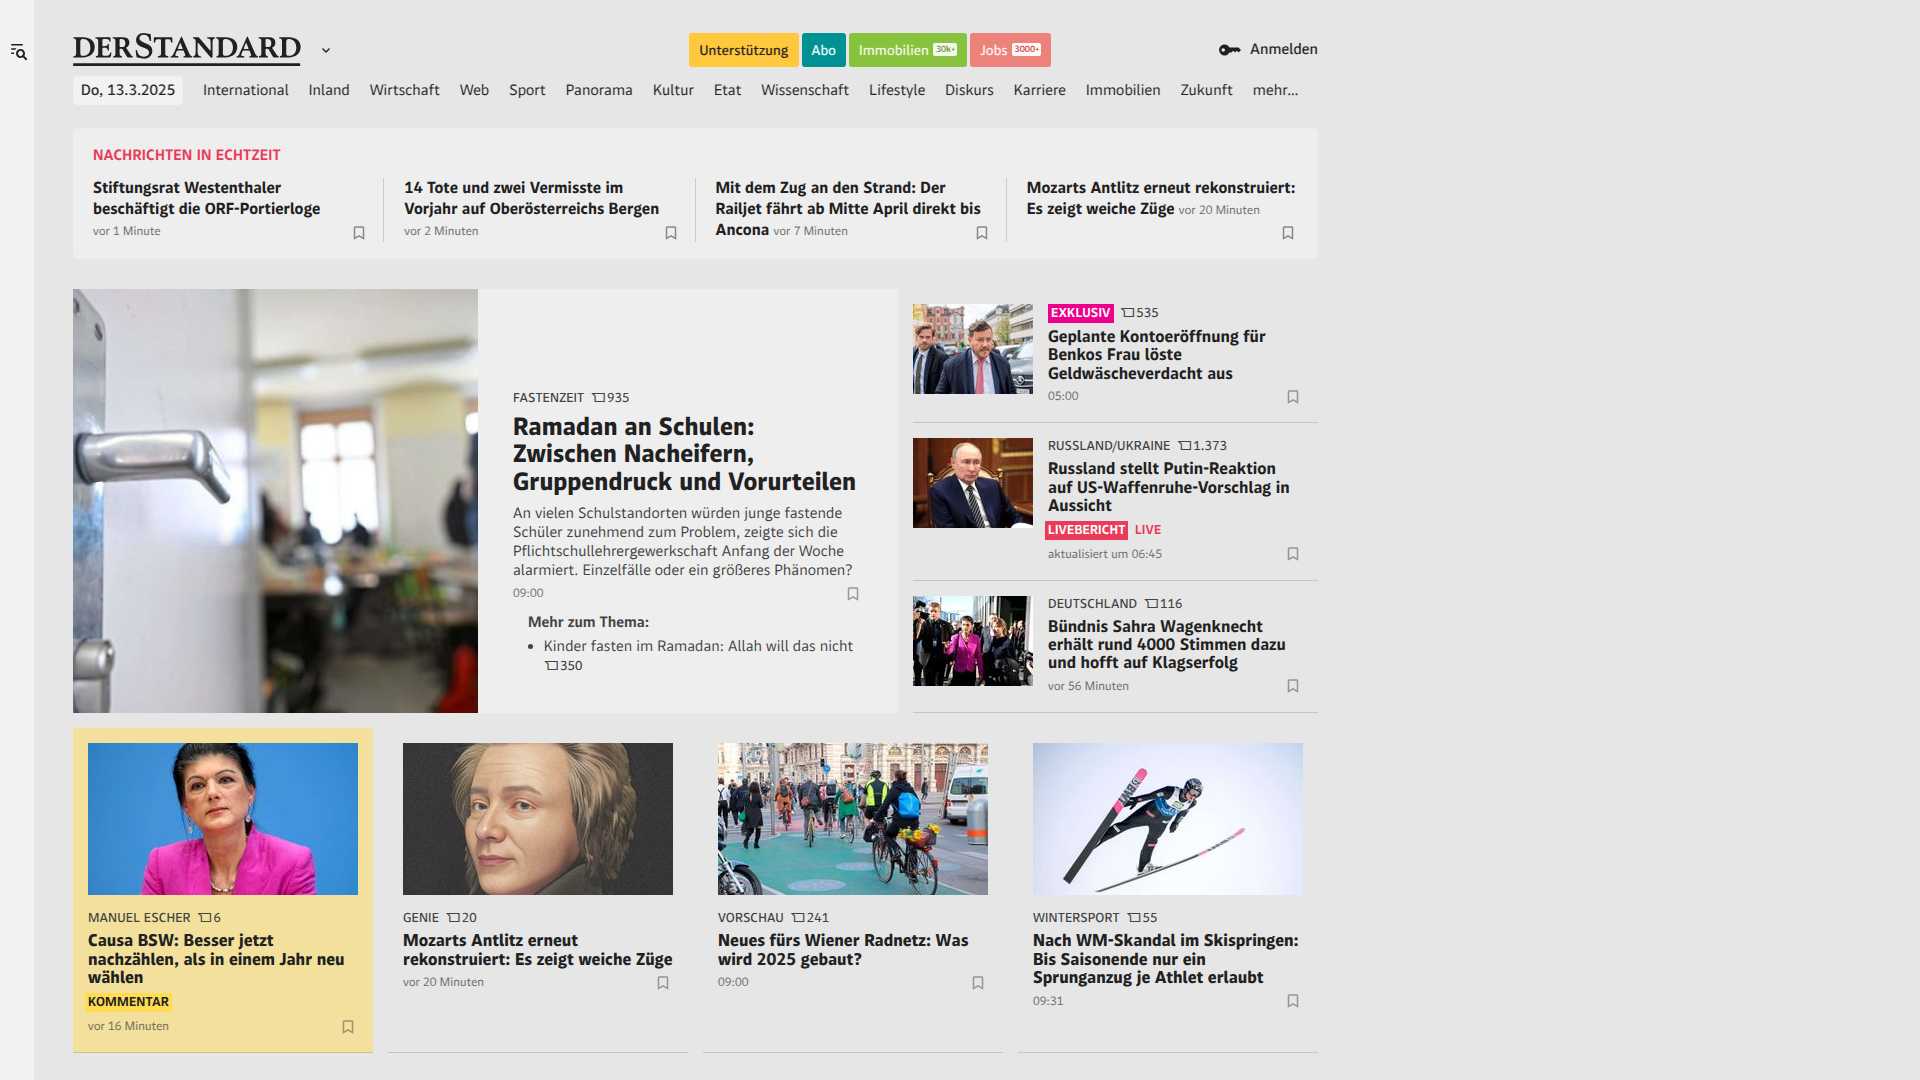 DERSTANDARD
Unterstützung
Abo
Immobilien 30k+
Jobs 3000+
Anmelden
Do, 13.3.2025
International
Inland
Wirtschaft
Web
Sport
Panorama
Kultur
Etat
Wissenschaft
Lifestyle
Diskurs
Karriere
Immobilien
Zukunft
mehr...
NACHRICHTEN IN ECHTZEIT
Stiftungsrat Westenthaler
beschäftigt die ORF-Portierloge
vor 1 Minute
14 Tote und zwei Vermisste im
Vorjahr auf Oberösterreichs Bergen
vor 2 Minuten
Mit dem Zug an den Strand: Der
Railjet fährt ab Mitte April direkt bis
Ancona vor 7 Minuten
Mozarts Antlitz erneut rekonstruiert:
Es zeigt weiche Züge vor 20 Minuten
FASTENZEIT 935
Ramadan an Schulen:
Zwischen Nacheifern,
Gruppendruck und Vorurteilen
An vielen Schulstandorten würden junge fastende
Schüler zunehmend zum Problem, zeigte sich die
Pflichtschullehrergewerkschaft Anfang der Woche
alarmiert. Einzelfälle oder ein größeres Phänomen?
09:00
Mehr zum Thema:
• Kinder fasten im Ramadan: Allah will das nicht
350
EXKLUSIV 535
Geplante Kontoeröffnung für
Benkos Frau löste
Geldwäscheverdacht aus
05:00
RUSSLAND/UKRAINE 1.373
Russland stellt Putin-Reaktion
auf US-Waffenruhe-Vorschlag in
Aussicht
LIVEBERICHT LIVE
aktualisiert um 06:45
DEUTSCHLAND 116
Bündnis Sahra Wagenknecht
erhält rund 4000 Stimmen dazu
und hofft auf Klagserfolg
vor 56 Minuten
MANUEL ESCHER 6
Causa BSW: Besser jetzt
nachzählen, als in einem Jahr neu
wählen
KOMMENTAR
vor 16 Minuten
GENIE 20
Mozarts Antlitz erneut
rekonstruiert: Es zeigt weiche Züge
vor 20 Minuten
VORSCHAU 241
Neues fürs Wiener Radnetz: Was
wird 2025 gebaut?
09:00
WINTERSPORT 55
Nach WM-Skandal im Skispringen:
Bis Saisonende nur ein
Sprunganzug je Athlet erlaubt
09:31